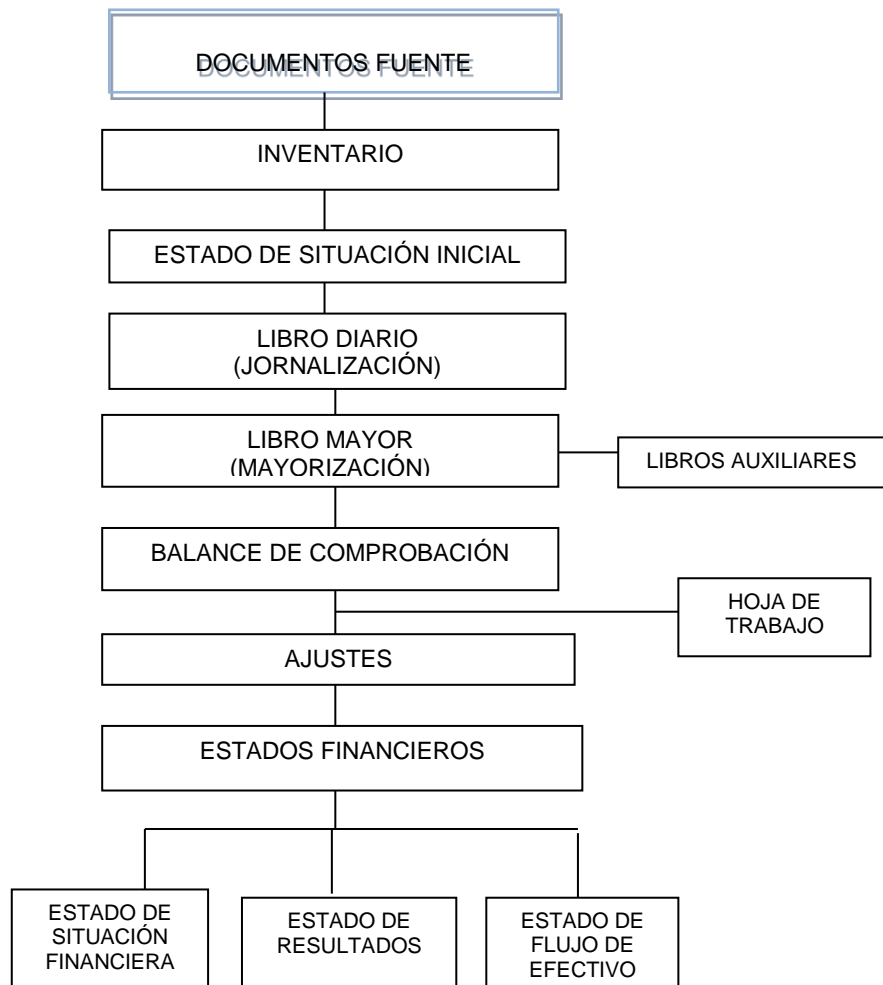 DOCUMENTOS FUENTE
INVENTARIO
ESTADO DE SITUACIÓN INICIAL
LIBRO DIARIO
(JORNALIZACIÓN)
LIBRO MAYOR
(MAYORIZACIÓN)
LIBROS AUXILIARES
BALANCE DE COMPROBACIÓN
HOJA DE
TRABAJO
AJUSTES
ESTADOS FINANCIEROS
ESTADO DE
SITUACIÓN
FINANCIERA
ESTADO DE
RESULTADOS
ESTADO DE
FLUJO DE
EFECTIVO